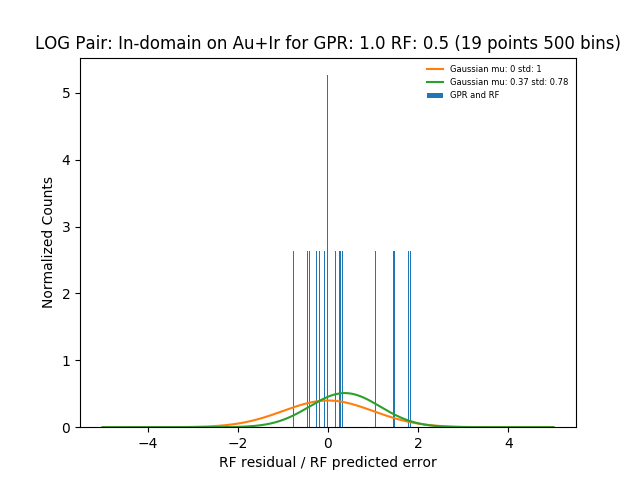 LOG Pair: In-domain on Au+Ir for GPR: 1.0 RF: 0.5 (19 points 500 bins)
Gaussian mu: 0 std: 1
Gaussian mu: 0.37 std: 0.78
GPR and RF
Normalized Counts
5
4
3
2
1
0
−4
−2
0
2
4
RF residual / RF predicted error